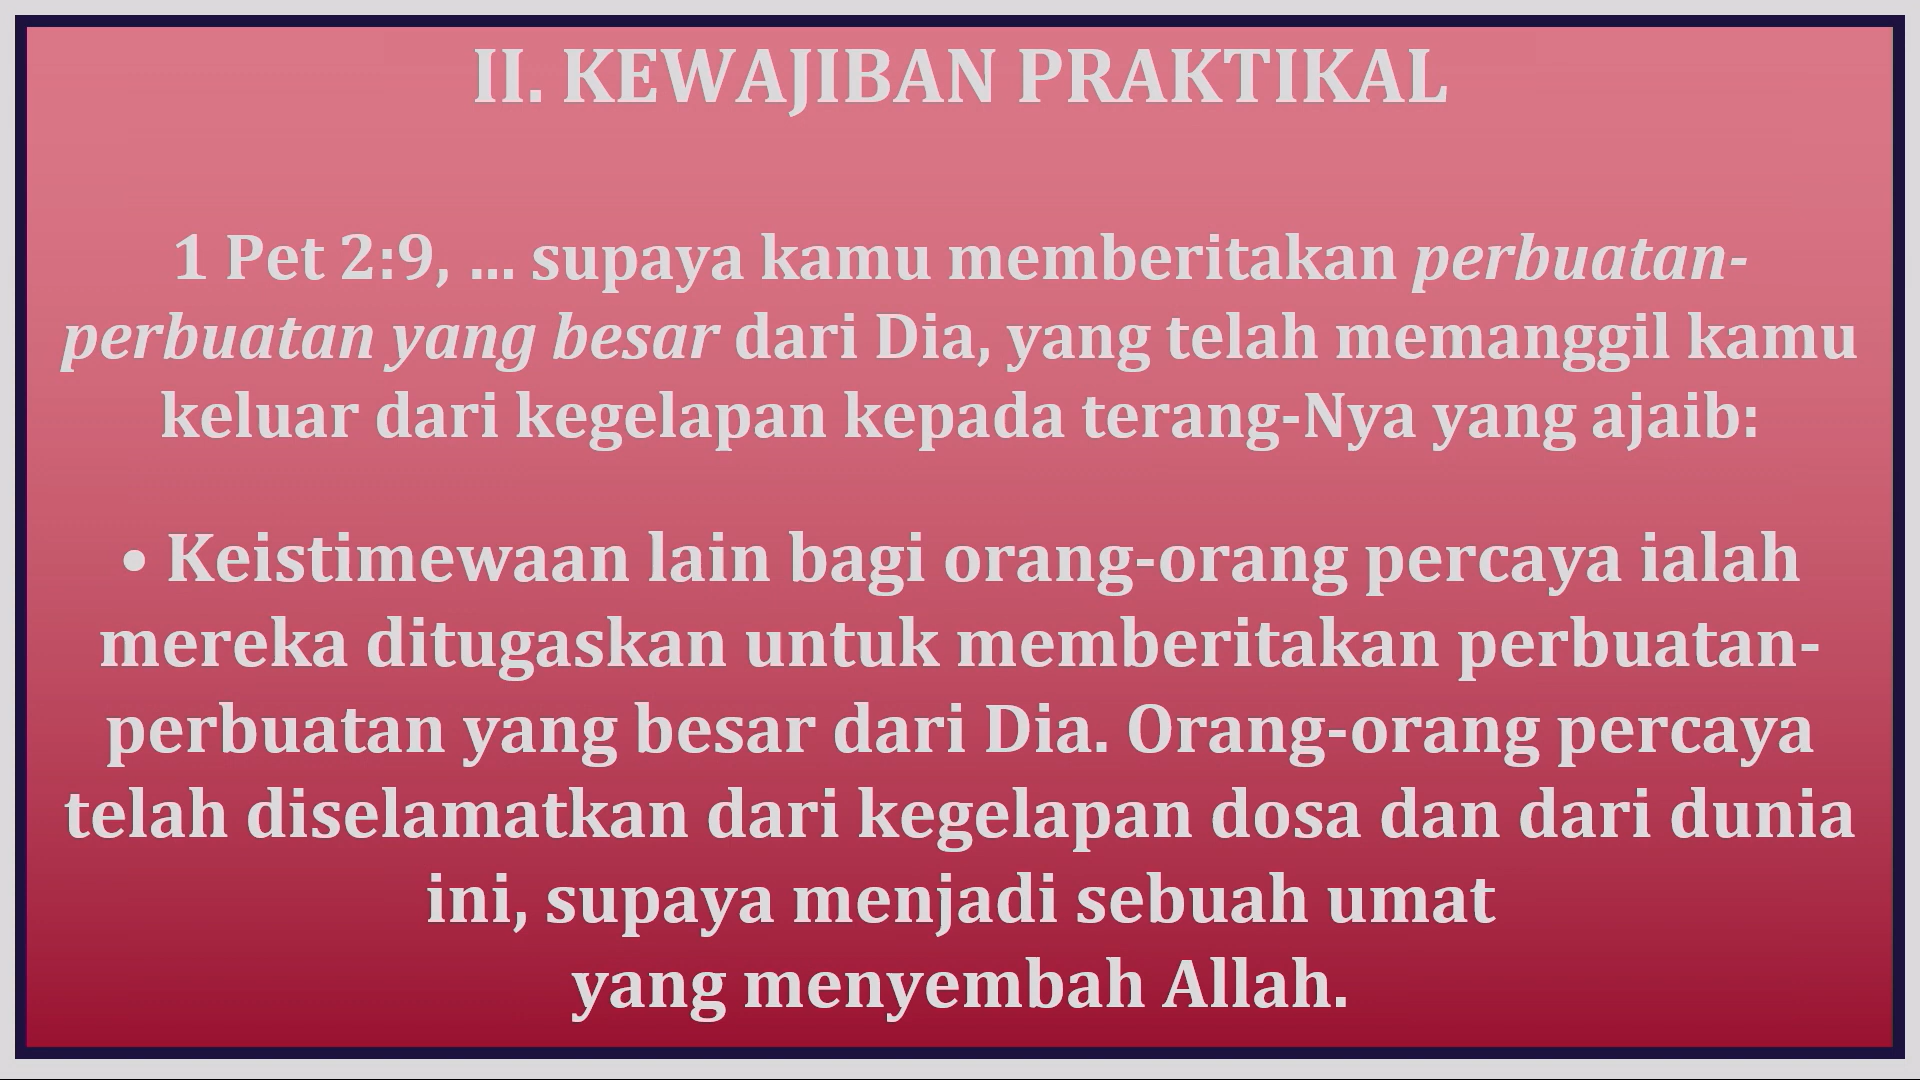 II. KEWAJIBAN PRAKTIKAL
1 Pet 2:9, ... supaya kamu memberitakan perbuatan-
perbuatan yang besar dari Dia, yang telah memanggil kamu
keluar dari kegelapan kepada terang-Nya yang ajaib:
• Keistimewaan lain bagi orang-orang percaya ialah
mereka ditugaskan untuk memberitakan perbuatan-
perbuatan yang besar dari Dia. Orang-orang percaya
telah diselamatkan dari kegelapan dosa dan dari dunia
ini, supaya menjadi sebuah umat
yang menyembah Allah.